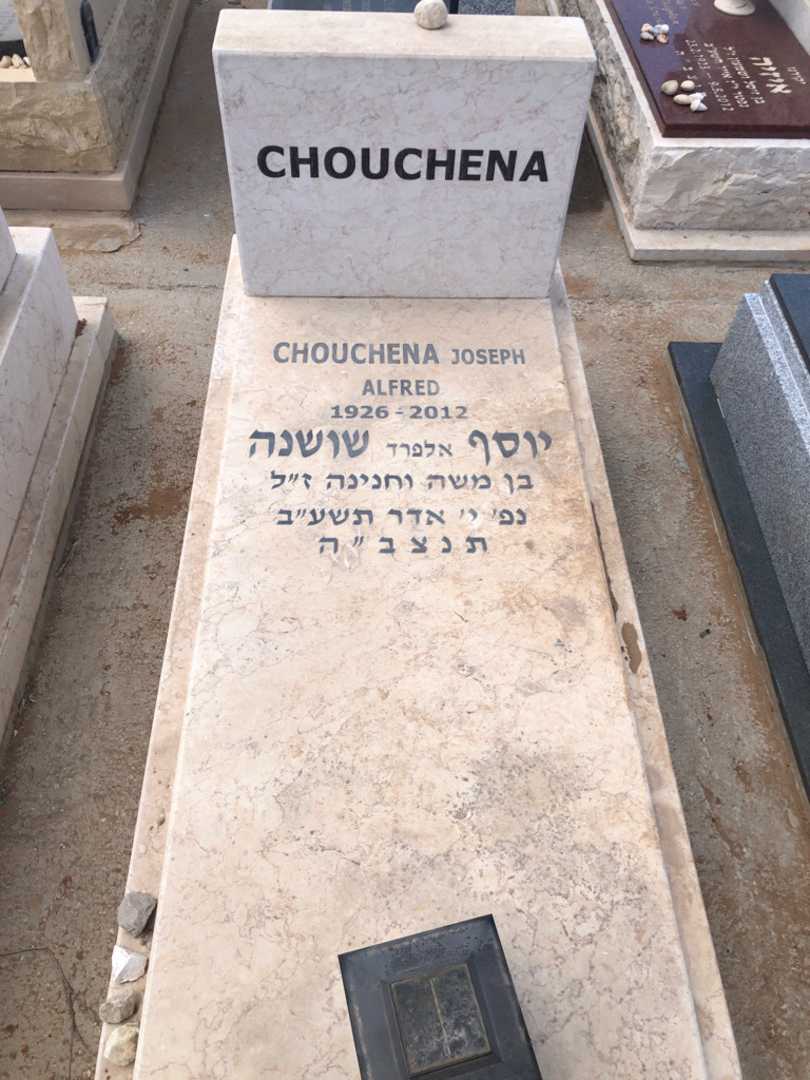 CHOUCHENA
CHOUCHENA JOSEPH
ALFRED
1926 - 2012
יוסף אלפרד שושנה
בן משה וחנינה ז״ל
נפ׳ י׳ אדר תשע״ב
ת נ צ ב ״ ה